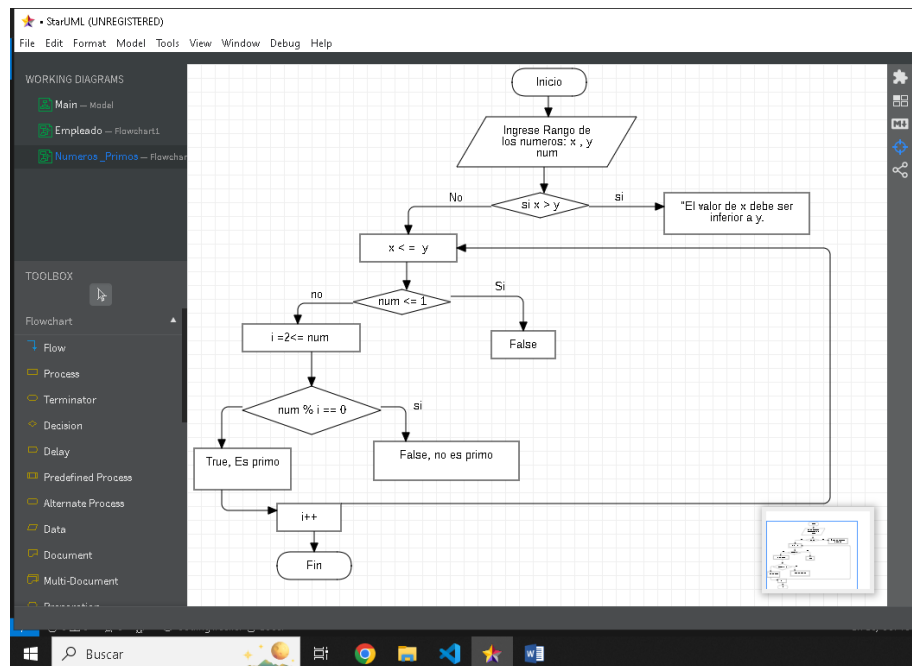 • StarUML (UNREGISTERED)
File Edit Format Model Tools View Window Debug Help
WORKING DIAGRAMS
Main — Model
Empleado — Flowchart1
Numeros_Primos — Flowchar
TOOLBOX
Flowchart
Flow
Process
Terminator
Decision
Delay
Predefined Process
Alternate Process
Data
Document
Multi-Document
Preparation
Inicio
Ingrese Rango de
los numeros: x , y
num
si x > y
No
si
"El valor de x debe ser
inferior a y.
x < = y
num <= 1
no
Si
i =2<= num
False
num % i == 0
si
True, Es primo
False, no es primo
i++
Fin
M
Buscar
W